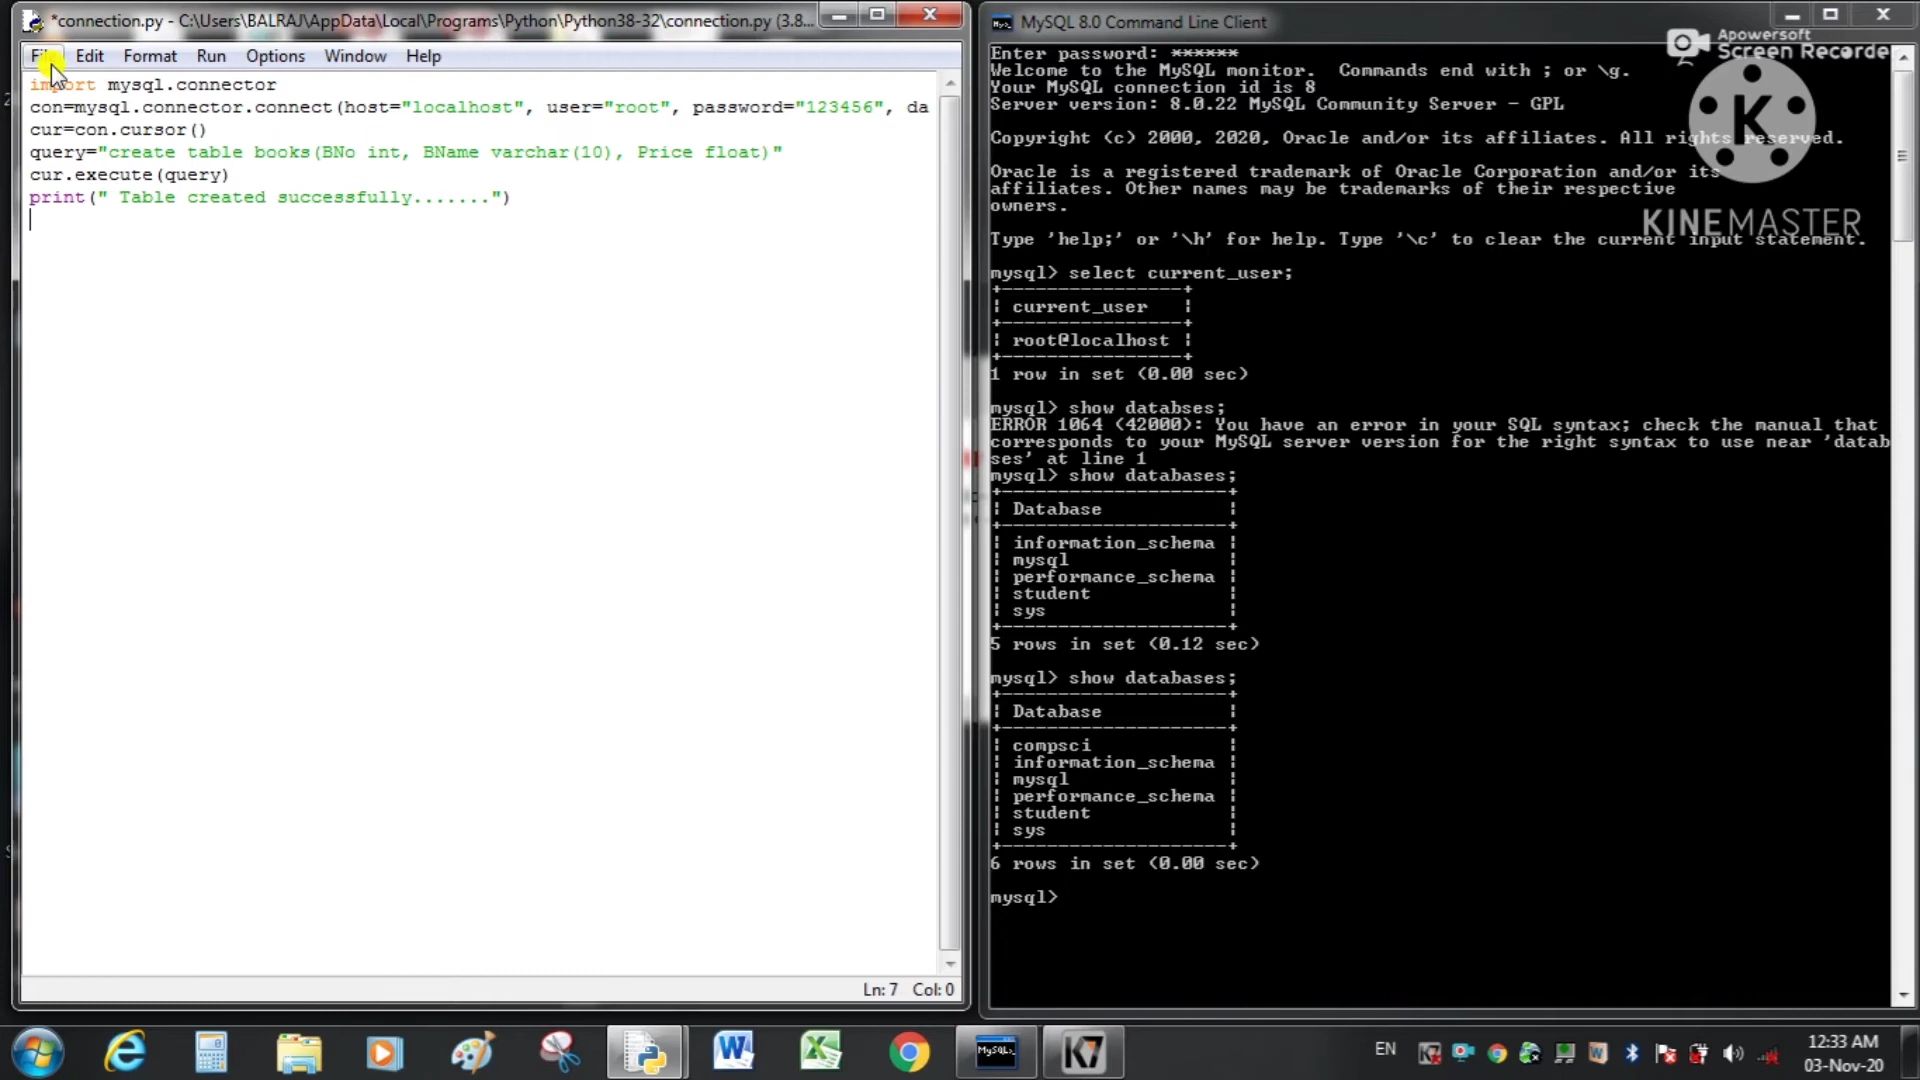 *connection.py - C:\Users\BALRAJ\AppData\Local\Programs\Python\Python38-32\connection.py (3.8...
File Edit Format Run Options Window Help
import mysql.connector
con=mysql.connector.connect(host="localhost", user="root", password="123456", da
cur=con.cursor()
query="create table books(BNo int, BName varchar(10), Price float)"
cur.execute(query)
print(" Table created successfully.......")
Ln: 7 Col: 0
MySQL 8.0 Command Line Client
Enter password: ******
Welcome to the MySQL monitor. Commands end with ; or \g.
Your MySQL connection id is 8
Server version: 8.0.22 MySQL Community Server - GPL
Copyright (c) 2000, 2020, Oracle and/or its affiliates. All rights reserved.
Oracle is a registered trademark of Oracle Corporation and/or its
affiliates. Other names may be trademarks of their respective
owners.
Type 'help;' or '\h' for help. Type '\c' to clear the current input statement.
mysql> select current_user;
current_user
root@localhost
1 row in set (0.00 sec)
mysql> show databses;
ERROR 1064 (42000): You have an error in your SQL syntax; check the manual that
corresponds to your MySQL server version for the right syntax to use near 'datab
ses' at line 1
mysql> show databases;
Database
information_schema
mysql
performance_schema
student
sys
5 rows in set (0.12 sec)
mysql> show databases;
Database
compsci
information_schema
mysql
performance_schema
student
sys
6 rows in set (0.00 sec)
mysql>
Apowersoft
Screen Recorder
K
KINEMASTER
MySQL
K7
EN
12:33 AM
03-Nov-20